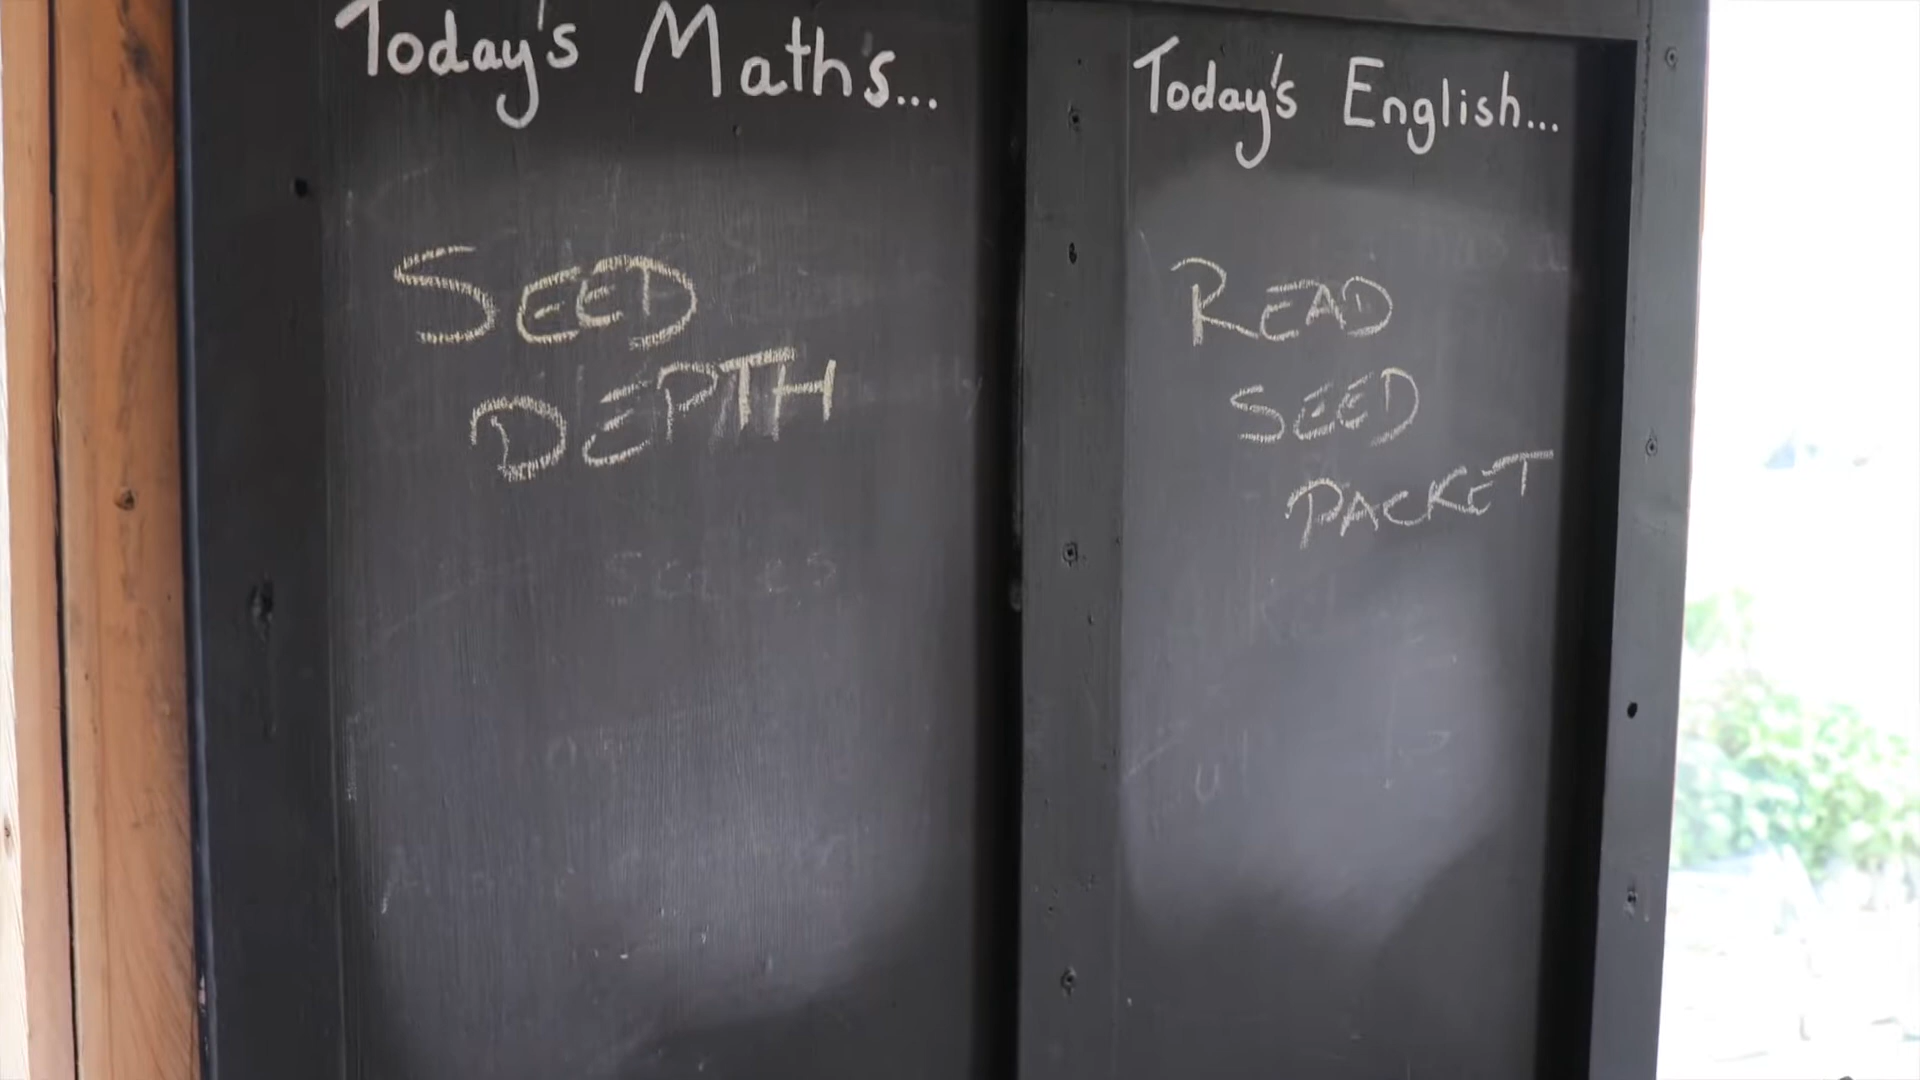 Today's Maths...
SEED
DEPTH
Today's English...
READ
SEED
PACKET